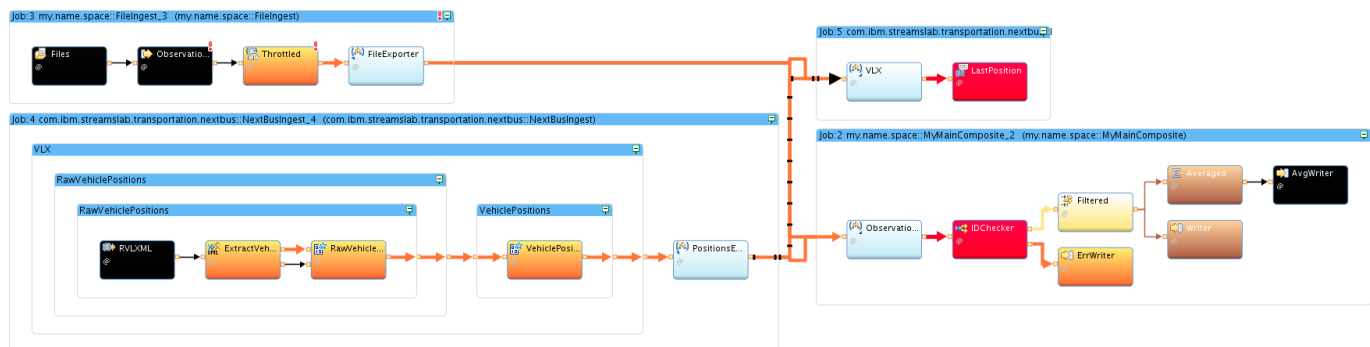 Job:3 my.name.space::FileIngest_3 (my.name.space::FileIngest)
Files
Observatio...
Throttled
FileExporter
Job:5 com.ibm.streamslab.transportation.nextbu
VLX
LastPosition
Job:4 com.ibm.streamslab.transportation.nextbus::NextBusIngest_4 (com.ibm.streamslab.transportation.nextbus::NextBusIngest)
VLX
RawVehiclePositions
RawVehiclePositions
RVLXML
ExtractVeh...
RawVehicle...
VehiclePositions
VehiclePosi...
PositionsE...
Job:2 my.name.space::MyMainComposite_2 (my.name.space::MyMainComposite)
Observatio...
IDChecker
Filtered
ErrWriter
Averaged
Writer
AvgWriter